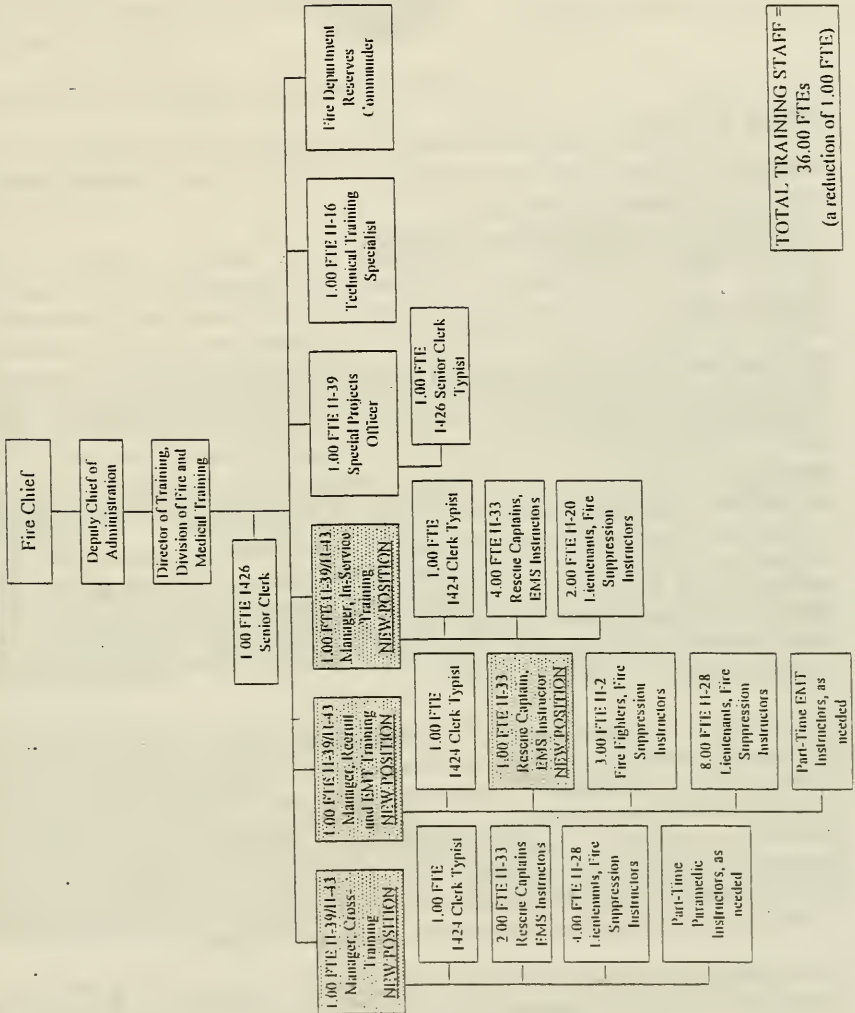 Fire Chief
Deputy Chief of
Administration
Director of Training,
Division of Fire and
Medical Training
1.00 FTE 1426
Senior Clerk
1.00 FTE H-39/H-43
Manager, Cross-
Training
NEW POSITION
1.00 FTE
1424 Clerk Typist
2.00 FTE H-33
Rescue Captains
EMS Instructors
4.00 FTE H-28
Lieutenants, Fire
Suppression
Instructors
Part-Time
Paramedic
Instructors, as
needed
1.00 FTE H-39/H-43
Manager, Recruit
and EMT Training
NEW POSITION
1.00 FTE
1424 Clerk Typist
1.00 FTE H-33
Rescue Captain,
EMS Instructor
NEW POSITION
3.00 FTE H-2
Fire Fighters, Fire
Suppression
Instructors
8.00 FTE H-28
Lieutenants, Fire
Suppression
Instructors
Part-Time EMT
Instructors, as
needed
1.00 FTE H-39/H-43
Manager, In-Service
Training
NEW POSITION
1.00 FTE
1424 Clerk Typist
4.00 FTE H-33
Rescue Captains,
EMS Instructors
2.00 FTE H-20
Lieutenants, Fire
Suppression
Instructors
1.00 FTE H-39
Special Projects
Officer
1.00 FTE
1426 Senior Clerk
Typist
1.00 FTE H-16
Technical Training
Specialist
Fire Department
Reserves
Commander
TOTAL TRAINING STAFF =
36.00 FTEs
(a reduction of 1.00 FTE)